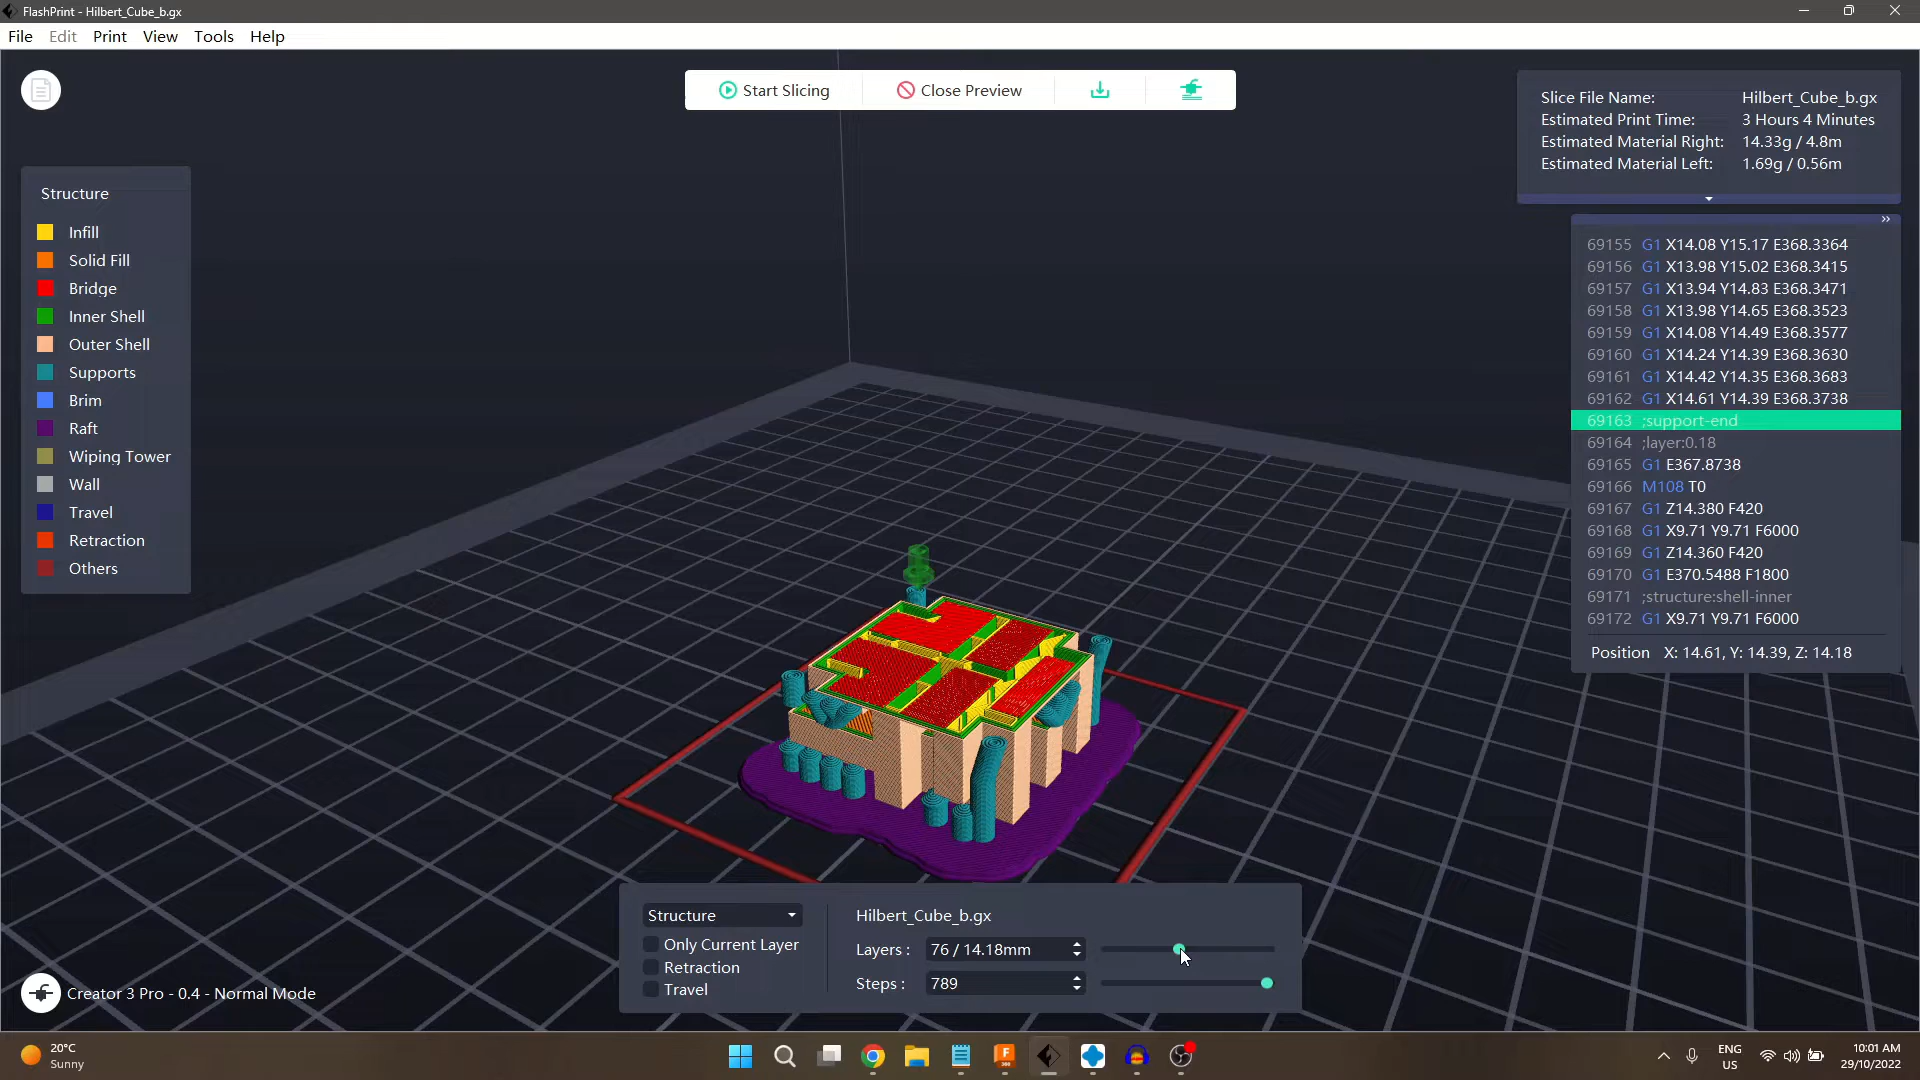 FlashPrint - Hilbert_Cube_b.gx
File Edit Print View Tools Help
Start Slicing
Close Preview
Slice File Name: Hilbert_Cube_b.gx
Estimated Print Time: 3 Hours 4 Minutes
Estimated Material Right: 14.33g / 4.8m
Estimated Material Left: 1.69g / 0.56m
Structure
Infill
Solid Fill
Bridge
Inner Shell
Outer Shell
Supports
Brim
Raft
Wiping Tower
Wall
Travel
Retraction
Others
69155 G1 X14.08 Y15.17 E368.3364
69156 G1 X13.98 Y15.02 E368.3415
69157 G1 X13.94 Y14.83 E368.3471
69158 G1 X13.98 Y14.65 E368.3523
69159 G1 X14.08 Y14.49 E368.3577
69160 G1 X14.24 Y14.39 E368.3630
69161 G1 X14.42 Y14.35 E368.3683
69162 G1 X14.61 Y14.39 E368.3738
69163 ;support-end
69164 ;layer:0.18
69165 G1 E367.8738
69166 M108 T0
69167 G1 Z14.380 F420
69168 G1 X9.71 Y9.71 F6000
69169 G1 Z14.360 F420
69170 G1 E370.5488 F1800
69171 ;structure:shell-inner
69172 G1 X9.71 Y9.71 F6000
Position X: 14.61, Y: 14.39, Z: 14.18
Structure
Only Current Layer
Retraction
Travel
Hilbert_Cube_b.gx
Layers : 76 / 14.18mm
Steps : 789
Creator 3 Pro - 0.4 - Normal Mode
20°C
Sunny
ENG
US
10:01 AM
29/10/2022